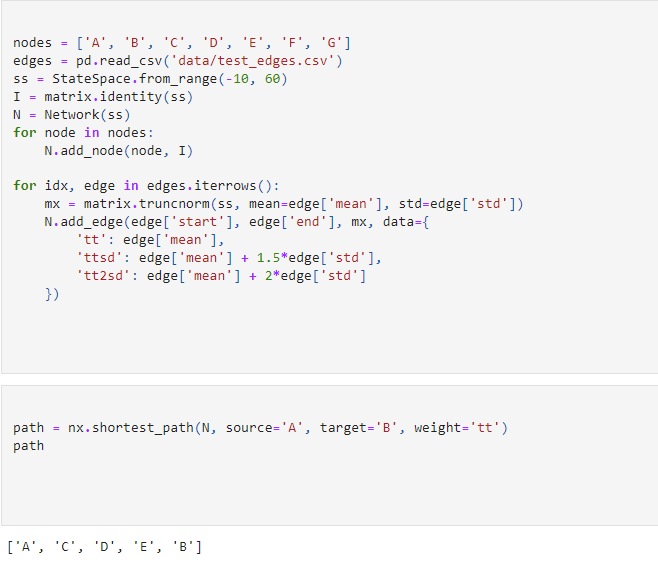 nodes = ['A', 'B', 'C', 'D', 'E', 'F', 'G']
edges = pd.read_csv('data/test_edges.csv')
ss = StateSpace.from_range(-10, 60)
I = matrix.identity(ss)
N = Network(ss)
for node in nodes:
    N.add_node(node, I)

for idx, edge in edges.iterrows():
    mx = matrix.truncnorm(ss, mean=edge['mean'], std=edge['std'])
    N.add_edge(edge['start'], edge['end'], mx, data={
        'tt': edge['mean'],
        'ttsd': edge['mean'] + 1.5*edge['std'],
        'tt2sd': edge['mean'] + 2*edge['std']
    })

path = nx.shortest_path(N, source='A', target='B', weight='tt')
path

['A', 'C', 'D', 'E', 'B']